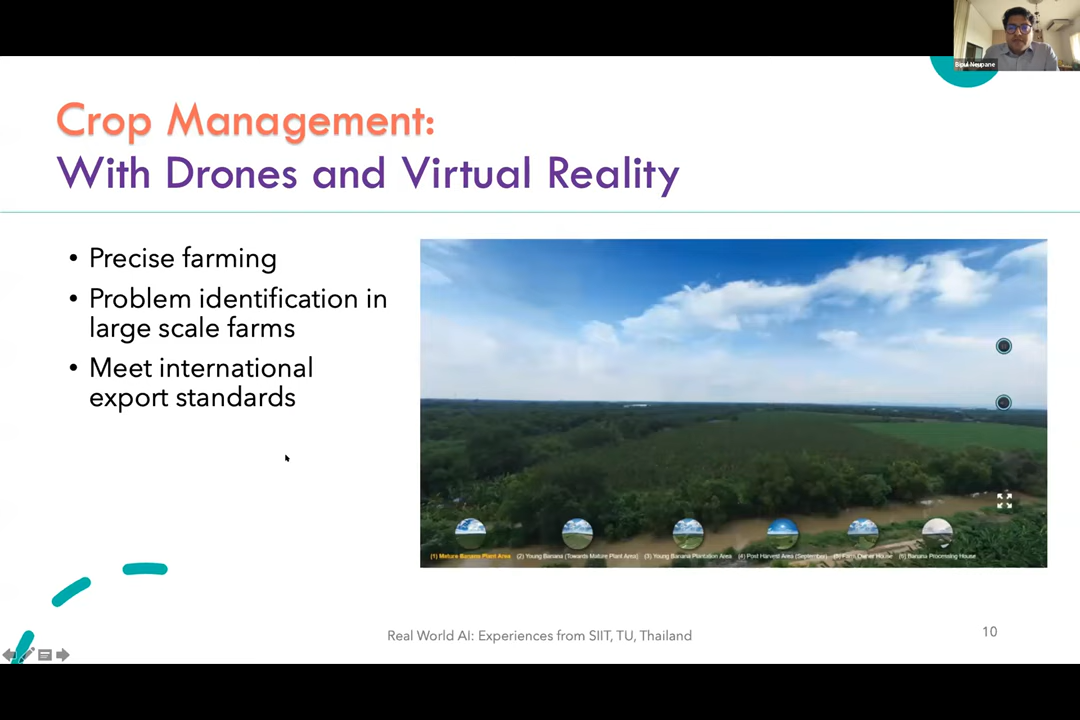 Bipul Neupane
Crop Management:
With Drones and Virtual Reality
• Precise farming
• Problem identification in
large scale farms
• Meet international
export standards
(1) Mature Banana Plant Area (2) Young Banana (Towards Mature Plant Area) (3) Young Banana Plantation Area (4) Post Harvest Area (September) (5) Farm Owner House (6) Banana Processing House
Real World AI: Experiences from SIIT, TU, Thailand
10